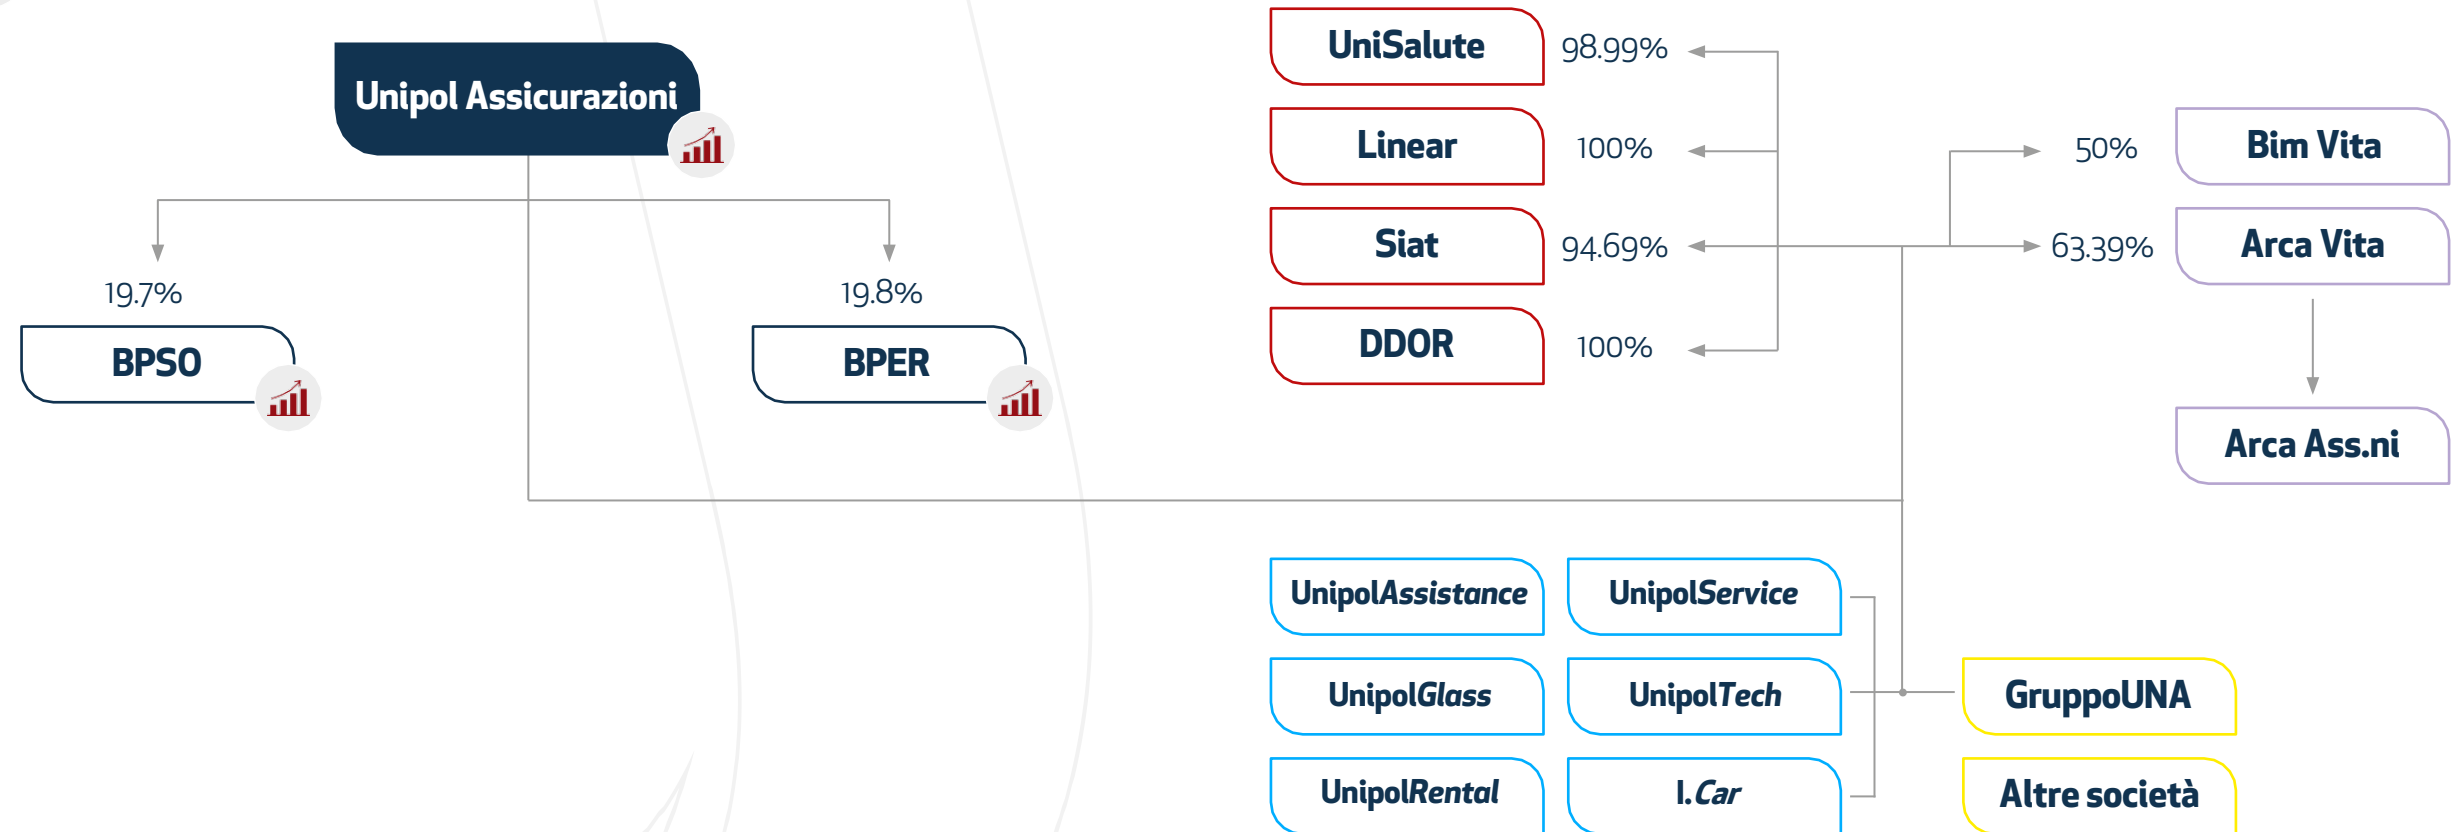 Unipol Assicurazioni
19.7%
BPSO
19.8%
BPER
UniSalute 98.99%
Linear 100%
Siat 94.69%
DDOR 100%
50% Bim Vita
63.39% Arca Vita
Arca Ass.ni
UnipolAssistance UnipolService
UnipolGlass UnipolTech
UnipolRental I.Car
GruppoUNA
Altre società